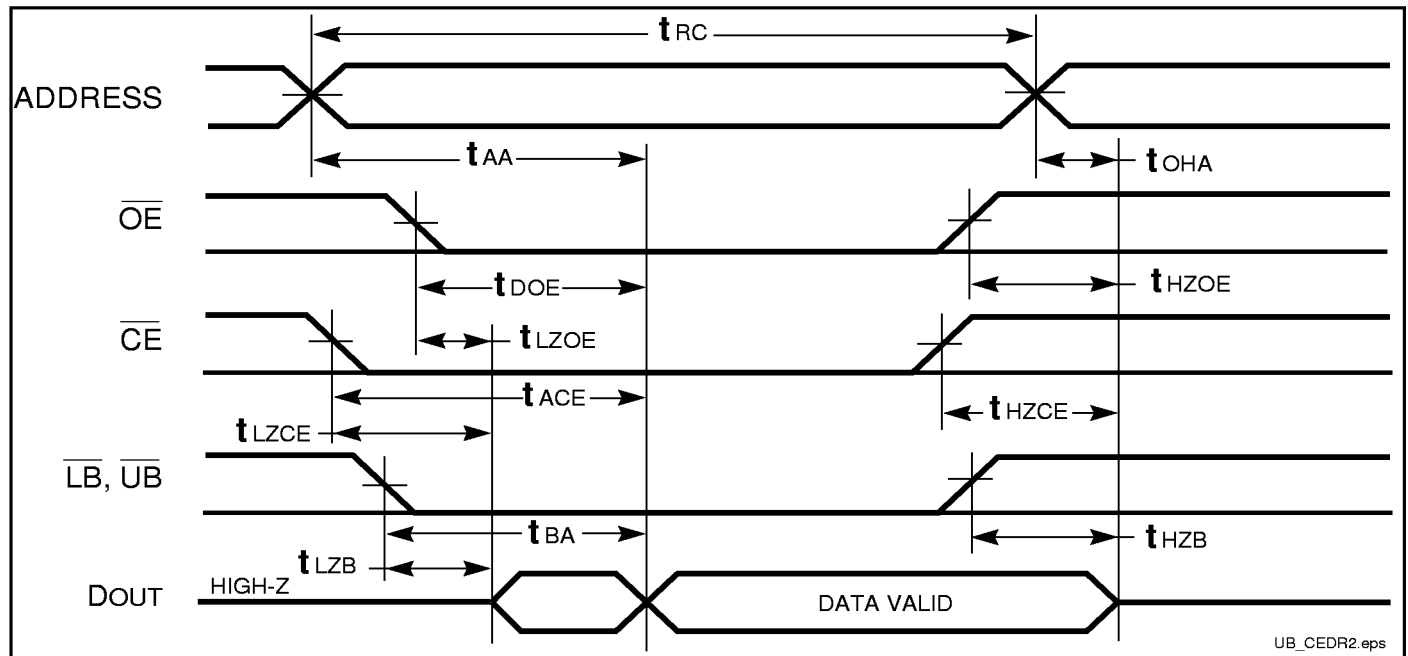 tRC
ADDRESS
tAA
tOHA
OE
tDOE
tHZOE
CE
tLZOE
tACE
tHZCE
tLZCE
LB, UB
tBA
tHZB
tLZB
DOUT
HIGH-Z
DATA VALID
UB_CEDR2.eps